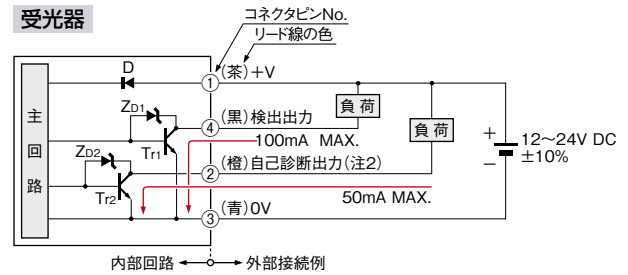 受光器
コネクタピンNo.
リード線の色
D
① (茶)+V
主回路
ZD1
Tr1
④ (黒)検出出力
負荷
負荷
100mA MAX.
ZD2
Tr2
② (橙)自己診断出力(注2)
50mA MAX.
③ (青)0V
+
−
12〜24V DC
±10%
内部回路 外部接続例